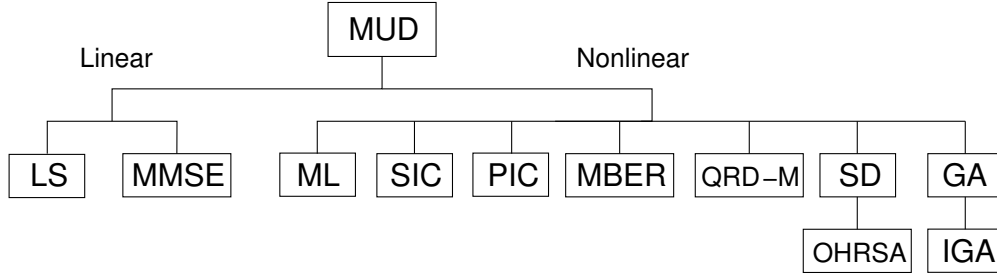 MUD
Linear
Nonlinear
LS
MMSE
ML
SIC
PIC
MBER
QRD-M
SD
GA
OHRSA
IGA